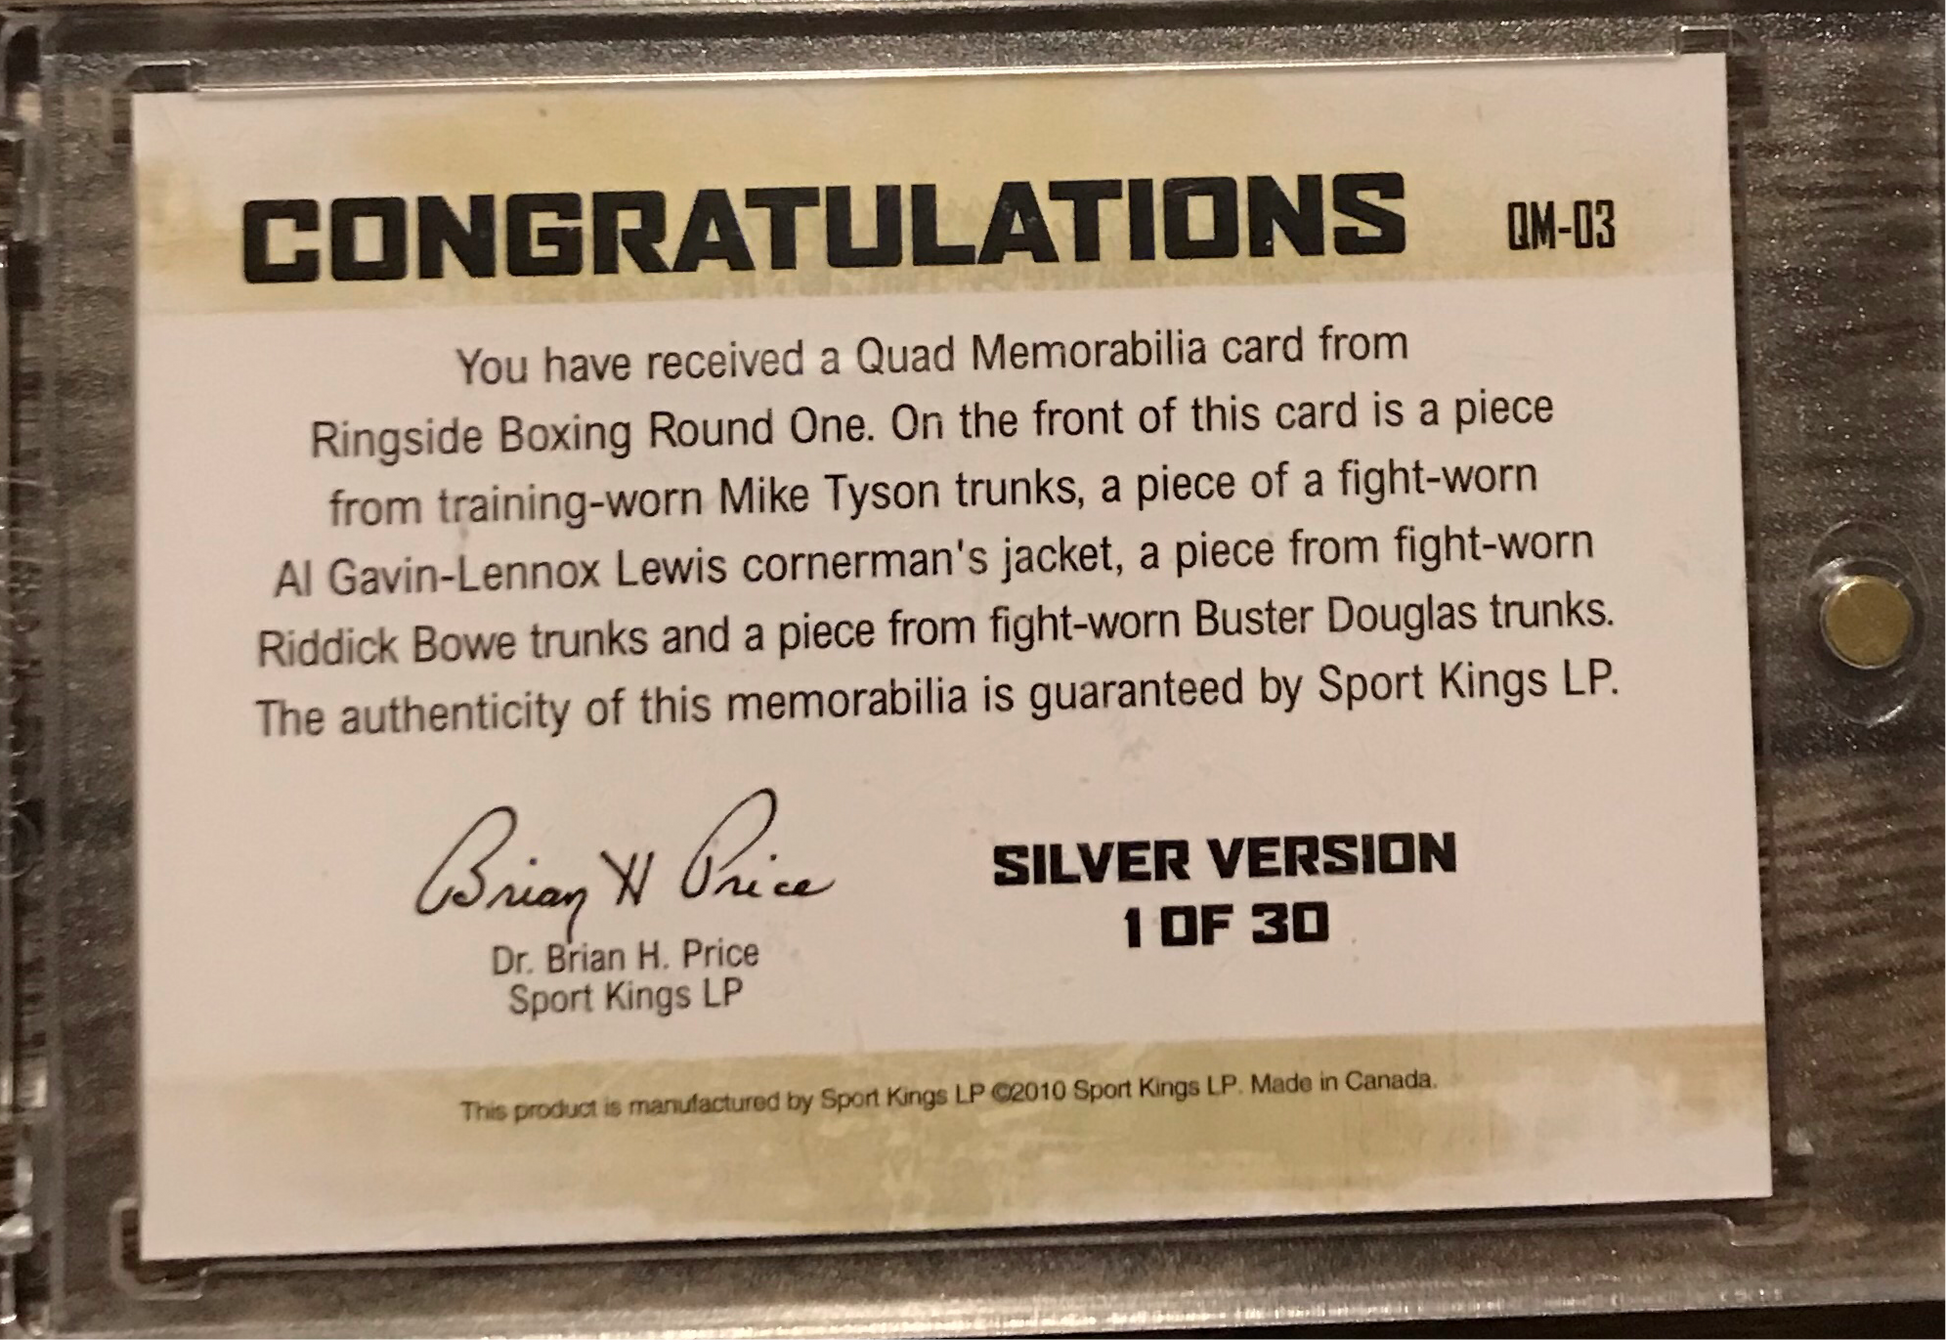 CONGRATULATIONS QM-03
You have received a Quad Memorabilia card from
Ringside Boxing Round One. On the front of this card is a piece
from training-worn Mike Tyson trunks, a piece of a fight-worn
Al Gavin-Lennox Lewis cornerman's jacket, a piece from fight-worn
Riddick Bowe trunks and a piece from fight-worn Buster Douglas trunks.
The authenticity of this memorabilia is guaranteed by Sport Kings LP.
Brian H Price
Dr. Brian H. Price
Sport Kings LP
SILVER VERSION
1 OF 30
This product is manufactured by Sport Kings LP ©2010 Sport Kings LP. Made in Canada.